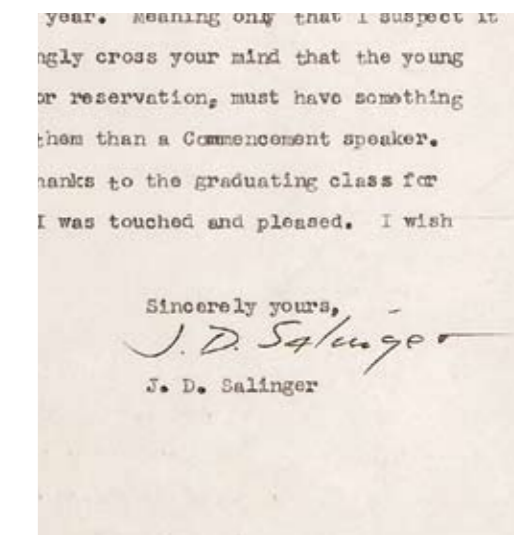 year. Meaning only that I suspect it
ngly cross your mind that the young
or reservation, must have something
them than a Commencement speaker.
hanks to the graduating class for
I was touched and pleased. I wish
Sincerely yours,
J. D. Salinger
J. D. Salinger